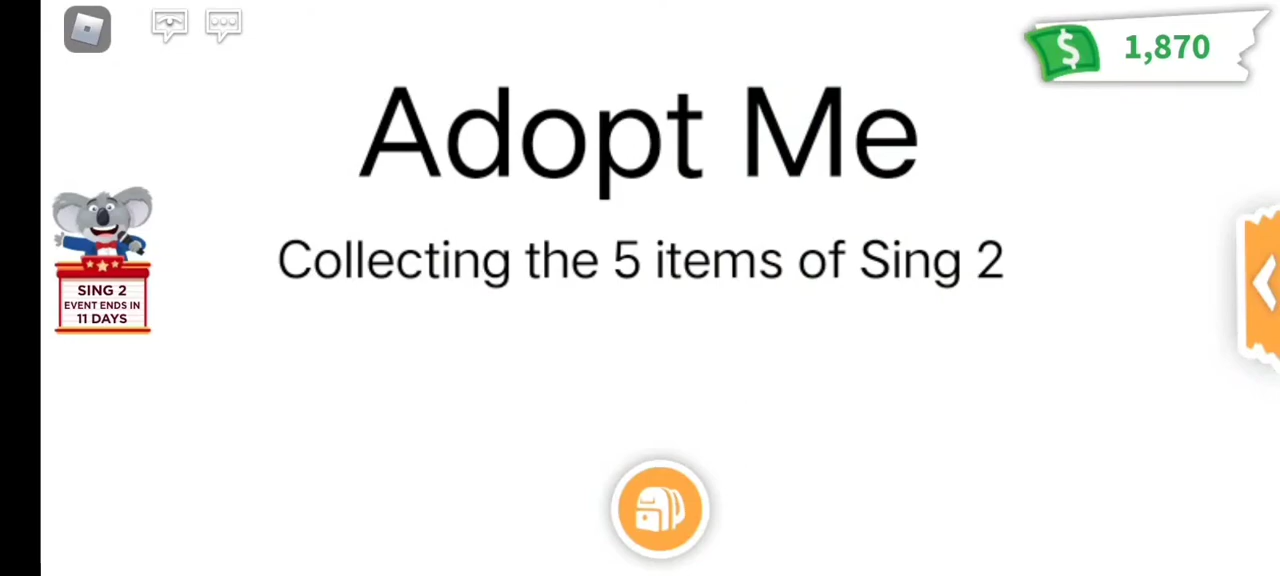 1,870
Adopt Me
Collecting the 5 items of Sing 2
SING 2
EVENT ENDS IN
11 DAYS